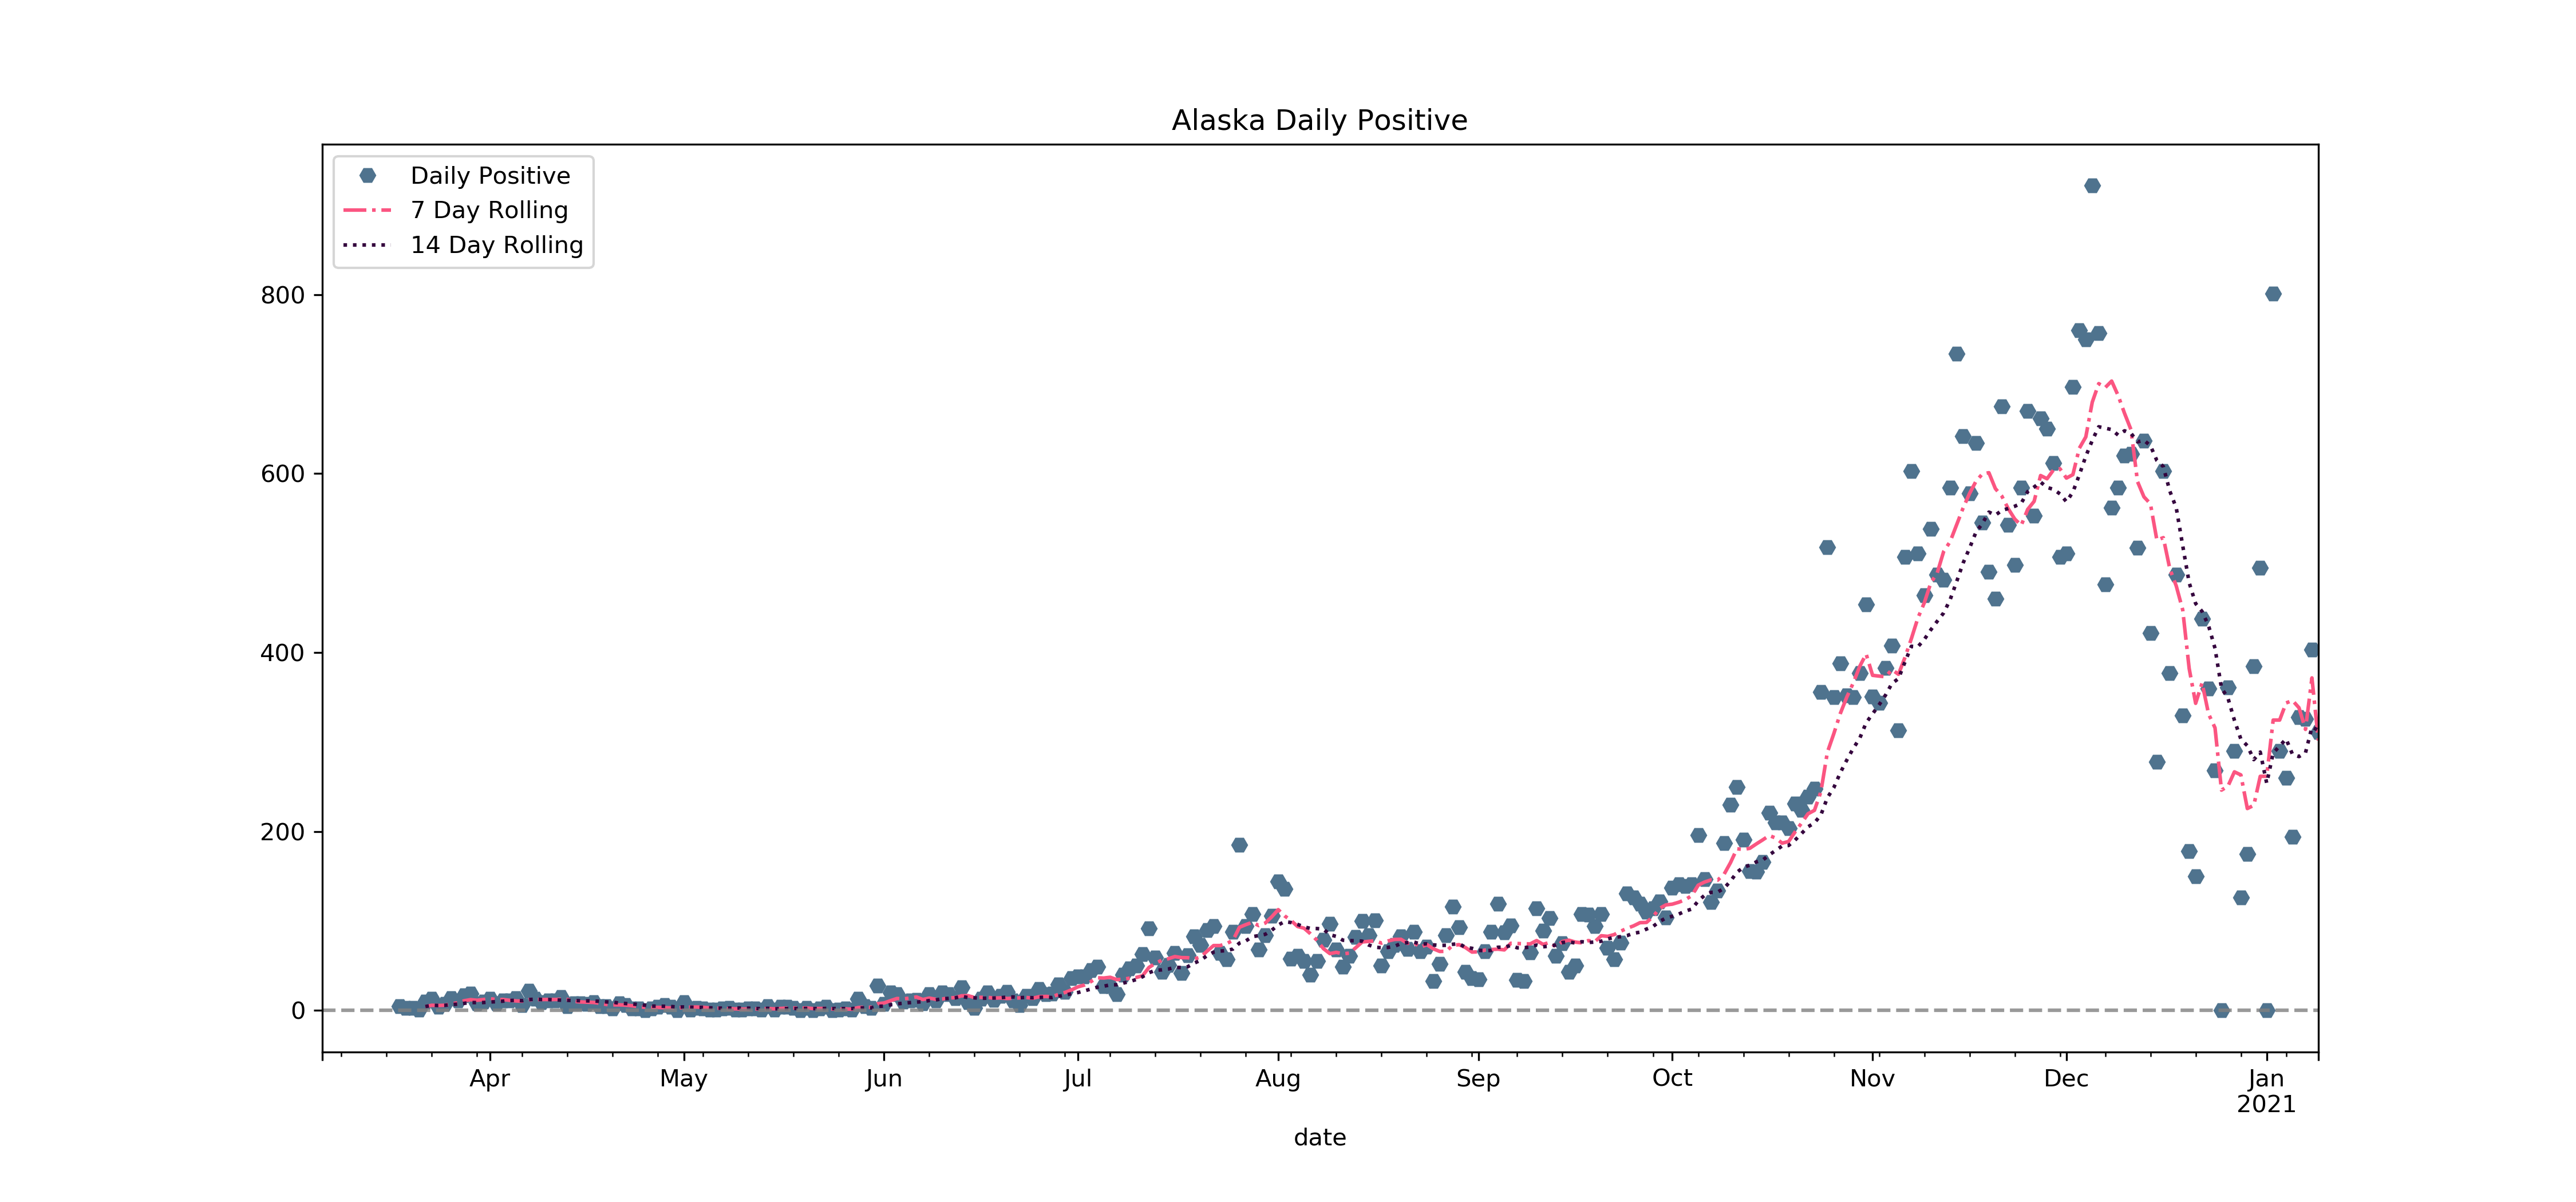 Alaska Daily Positive
Daily Positive
7 Day Rolling
14 Day Rolling
800
600
400
200
0
Apr May Jun Jul Aug Sep Oct Nov Dec Jan
2021
date